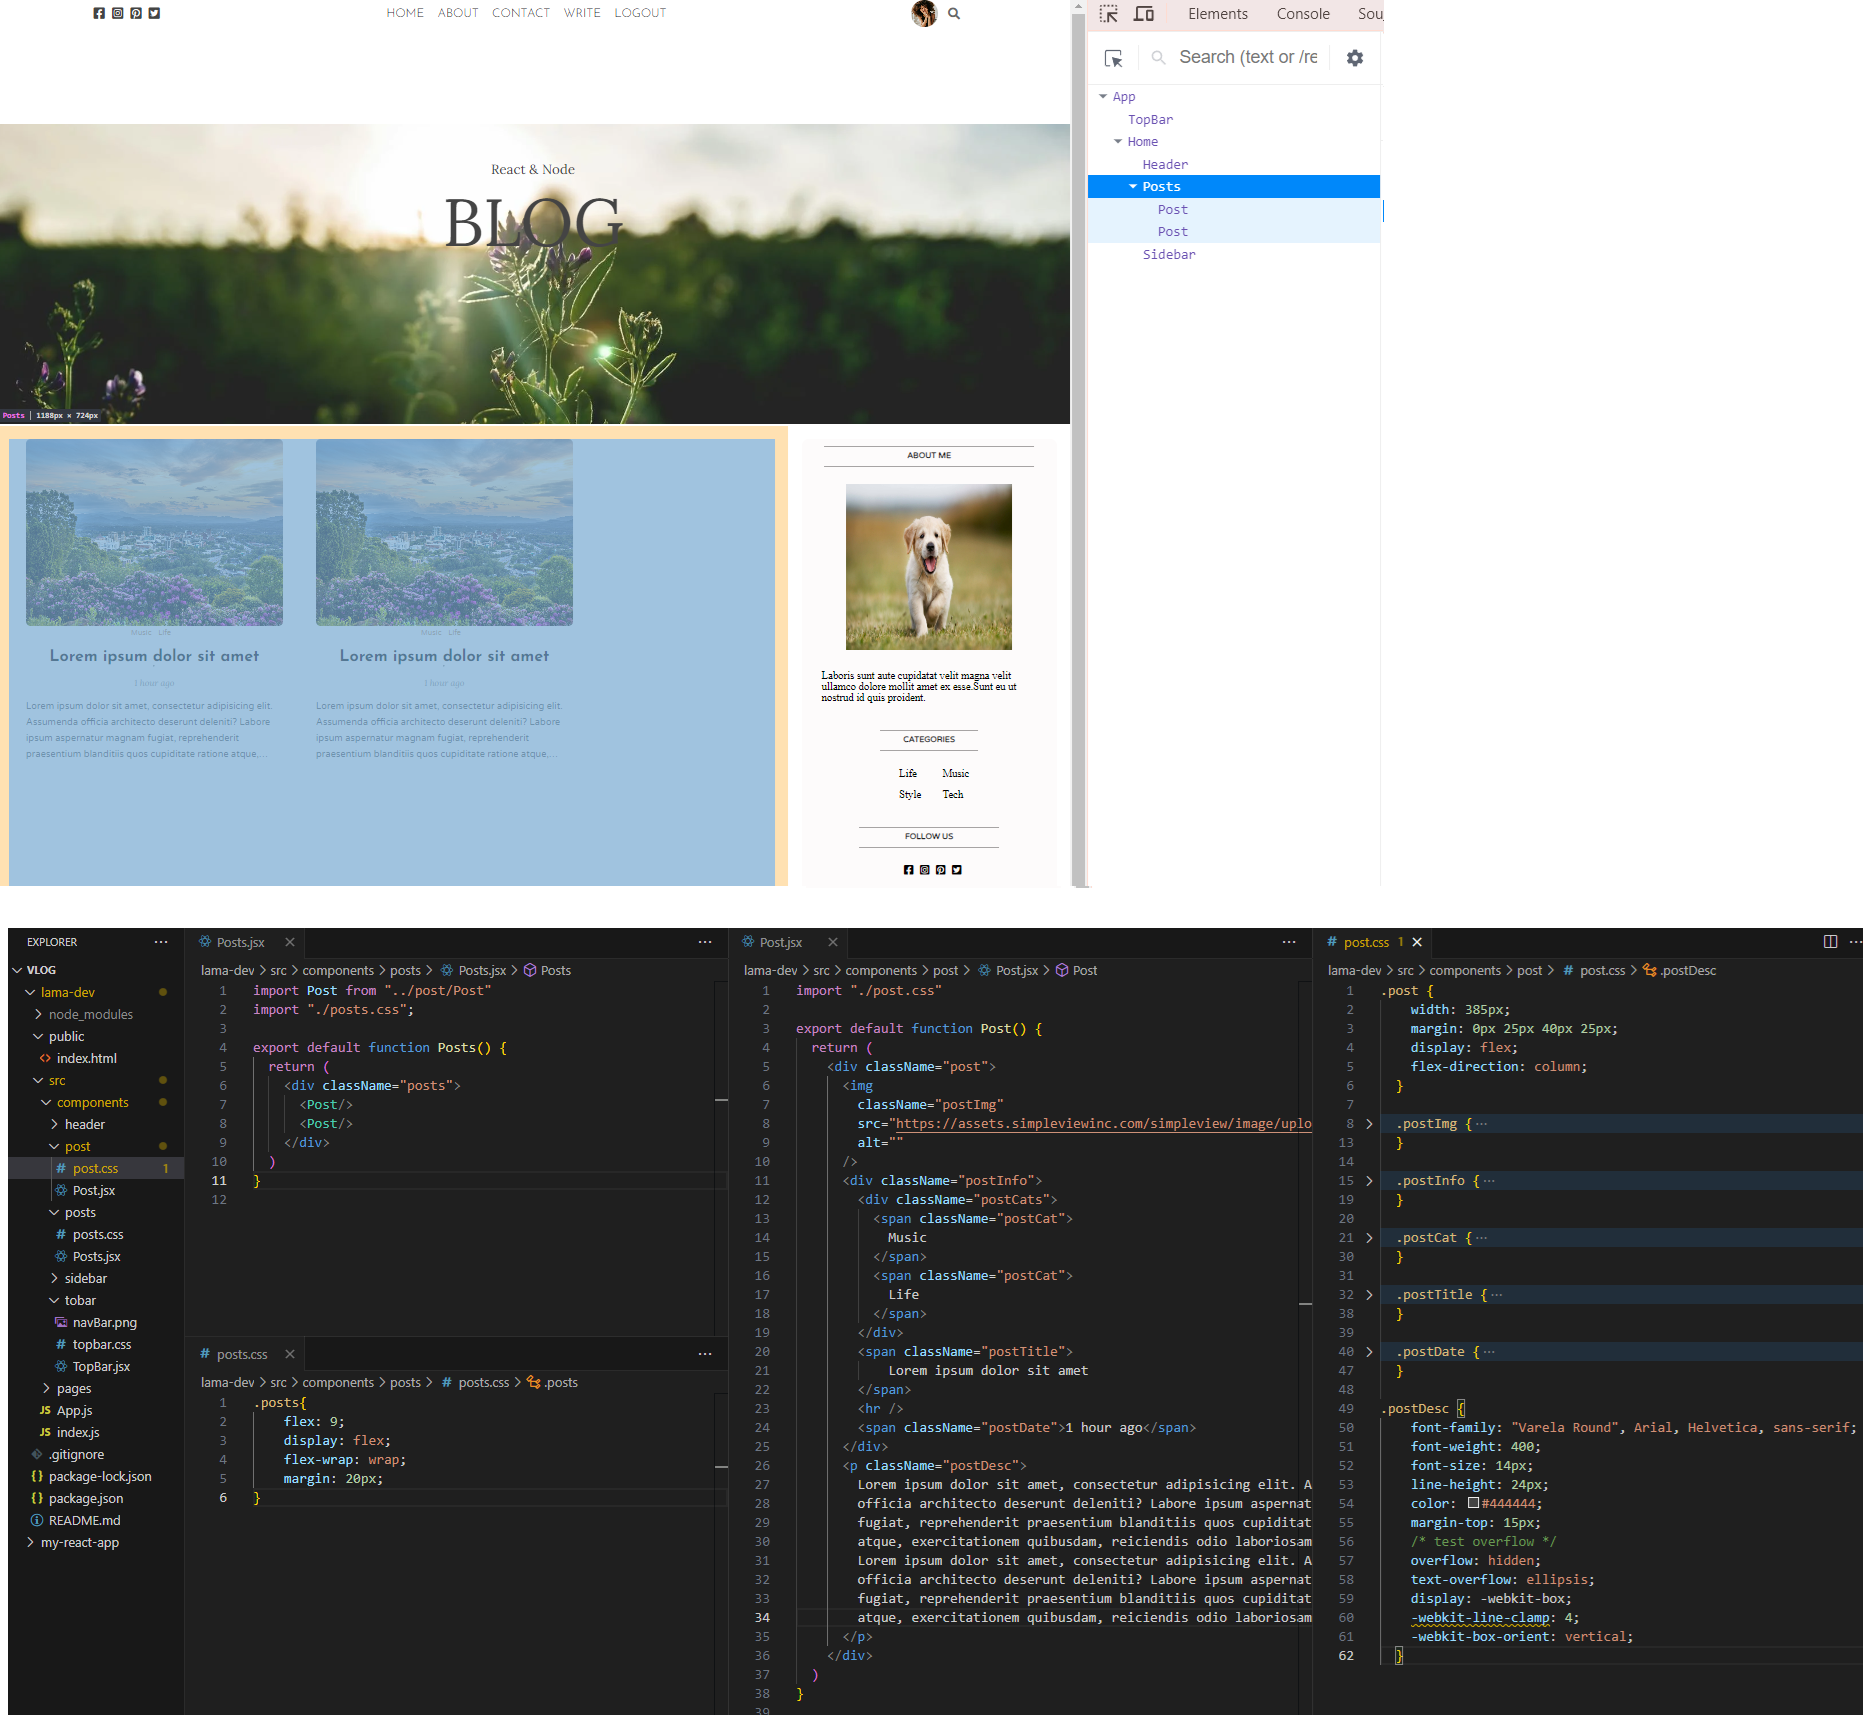 HOME ABOUT CONTACT WRITE LOGOUT
React & Node
BLOG
Posts | 1188px × 724px
Music Life
Lorem ipsum dolor sit amet
1 hour ago
Lorem ipsum dolor sit amet, consectetur adipisicing elit.
Assumenda officia architecto deserunt deleniti? Labore
ipsum aspernatur magnam fugiat, reprehenderit
praesentium blanditiis quos cupiditate ratione atque,...
Music Life
Lorem ipsum dolor sit amet
1 hour ago
Lorem ipsum dolor sit amet, consectetur adipisicing elit.
Assumenda officia architecto deserunt deleniti? Labore
ipsum aspernatur magnam fugiat, reprehenderit
praesentium blanditiis quos cupiditate ratione atque,...
ABOUT ME
Laboris sunt aute cupidatat velit magna velit
ullamco dolore mollit amet ex esse.Sunt eu ut
nostrud id quis proident.
CATEGORIES
Life Music
Style Tech
FOLLOW US
Elements Console Sou
Search (text or /re
App
TopBar
Home
Header
Posts
Post
Post
Sidebar
EXPLORER ···
VLOG
lama-dev
node_modules
public
<> index.html
src
components
header
post
# post.css 1
Post.jsx
posts
# posts.css
Posts.jsx
sidebar
tobar
navBar.png
# topbar.css
TopBar.jsx
pages
JS App.js
JS index.js
.gitignore
{} package-lock.json
{} package.json
README.md
my-react-app
Posts.jsx ···
lama-dev > src > components > posts > Posts.jsx > Posts
1 import Post from "../post/Post"
2 import "./posts.css";
3
4 export default function Posts() {
5 return (
6 <div className="posts">
7 <Post/>
8 <Post/>
9 </div>
10 )
11 }
12
# posts.css ···
lama-dev > src > components > posts > # posts.css > .posts
1 .posts{
2 flex: 9;
3 display: flex;
4 flex-wrap: wrap;
5 margin: 20px;
6 }
Post.jsx ···
lama-dev > src > components > post > Post.jsx > Post
1 import "./post.css"
2
3 export default function Post() {
4 return (
5 <div className="post">
6 <img
7 className="postImg"
8 src="https://assets.simpleviewinc.com/simpleview/image/uplo
9 alt=""
10 />
11 <div className="postInfo">
12 <div className="postCats">
13 <span className="postCat">
14 Music
15 </span>
16 <span className="postCat">
17 Life
18 </span>
19 </div>
20 <span className="postTitle">
21 Lorem ipsum dolor sit amet
22 </span>
23 <hr />
24 <span className="postDate">1 hour ago</span>
25 </div>
26 <p className="postDesc">
27 Lorem ipsum dolor sit amet, consectetur adipisicing elit. A
28 officia architecto deserunt deleniti? Labore ipsum aspernat
29 fugiat, reprehenderit praesentium blanditiis quos cupiditat
30 atque, exercitationem quibusdam, reiciendis odio laboriosam
31 Lorem ipsum dolor sit amet, consectetur adipisicing elit. A
32 officia architecto deserunt deleniti? Labore ipsum aspernat
33 fugiat, reprehenderit praesentium blanditiis quos cupiditat
34 atque, exercitationem quibusdam, reiciendis odio laboriosam
35 </p>
36 </div>
37 )
38 }
39
# post.css 1 ···
lama-dev > src > components > post > # post.css > .postDesc
1 .post {
2 width: 385px;
3 margin: 0px 25px 40px 25px;
4 display: flex;
5 flex-direction: column;
6 }
7
8 .postImg {···
13 }
14
15 .postInfo {···
19 }
20
21 .postCat {···
30 }
31
32 .postTitle {···
38 }
39
40 .postDate {···
47 }
48
49 .postDesc {
50 font-family: "Varela Round", Arial, Helvetica, sans-serif;
51 font-weight: 400;
52 font-size: 14px;
53 line-height: 24px;
54 color: #444444;
55 margin-top: 15px;
56 /* test overflow */
57 overflow: hidden;
58 text-overflow: ellipsis;
59 display: -webkit-box;
60 -webkit-line-clamp: 4;
61 -webkit-box-orient: vertical;
62 }